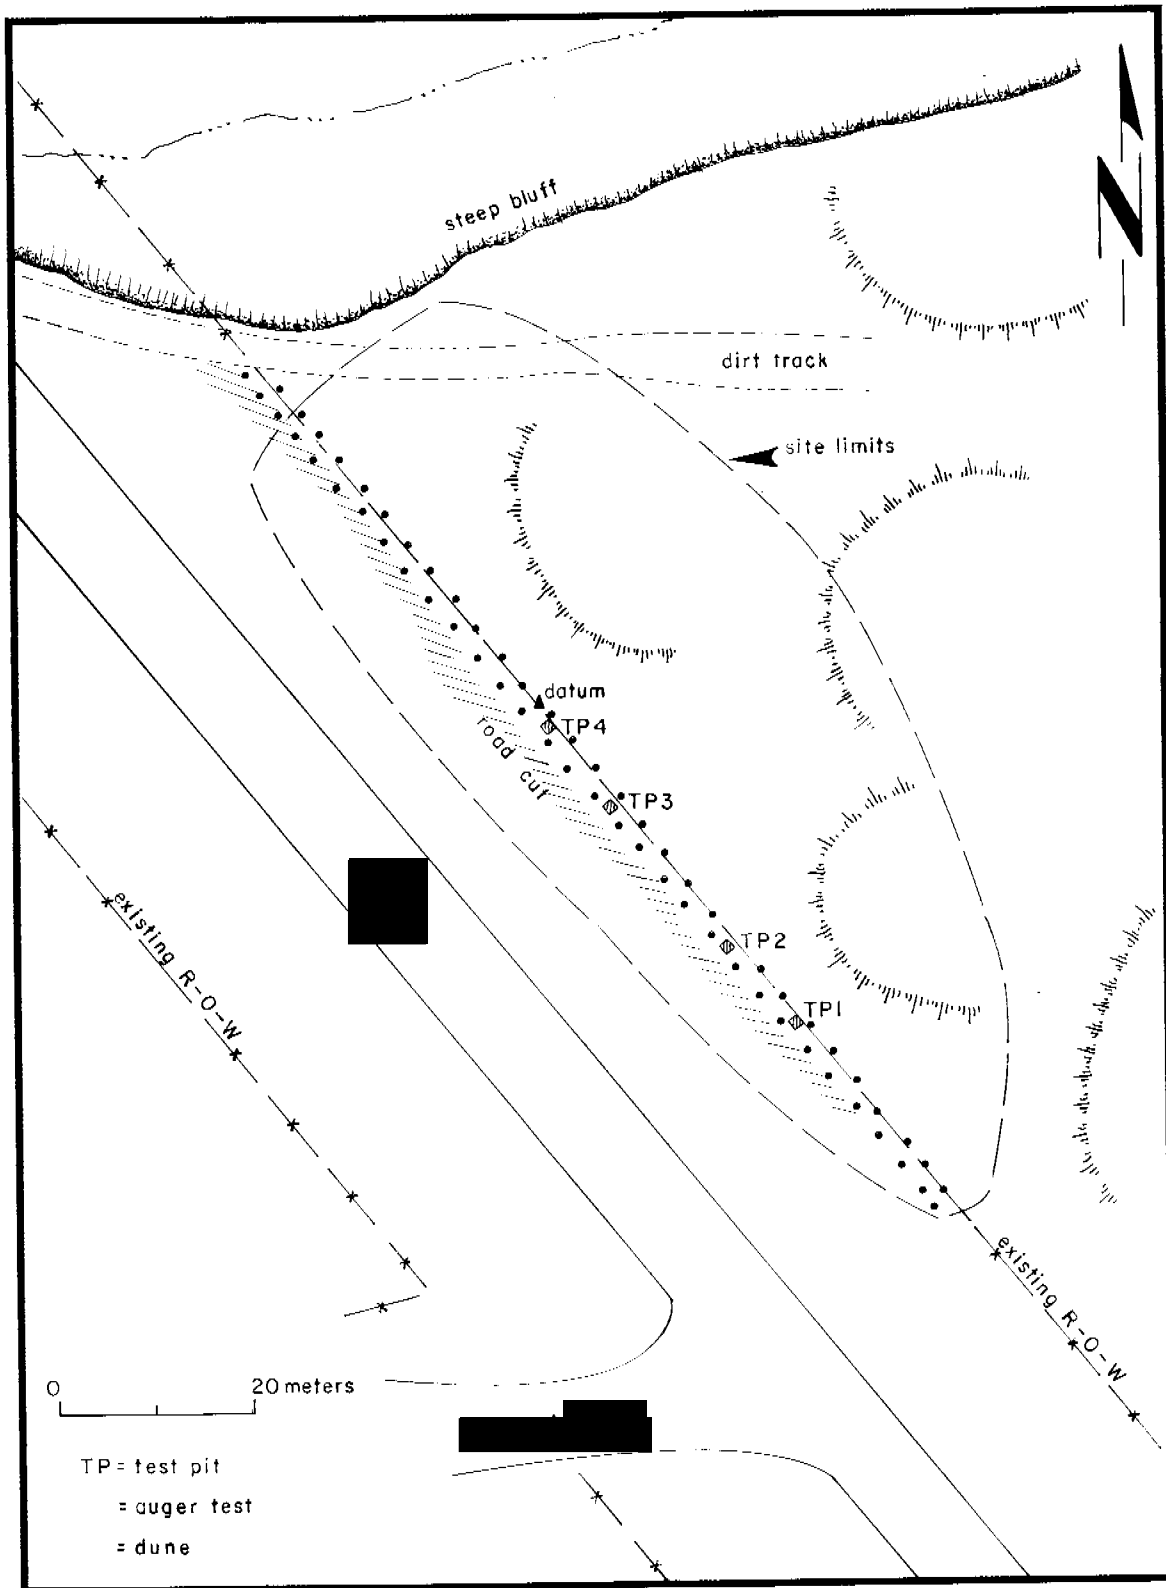 N
steep bluff
dirt track
site limits
datum
TP4
road cut
TP3
existing R-O-W
TP2
TP1
existing R-O-W
0 20 meters
TP = test pit
= auger test
= dune